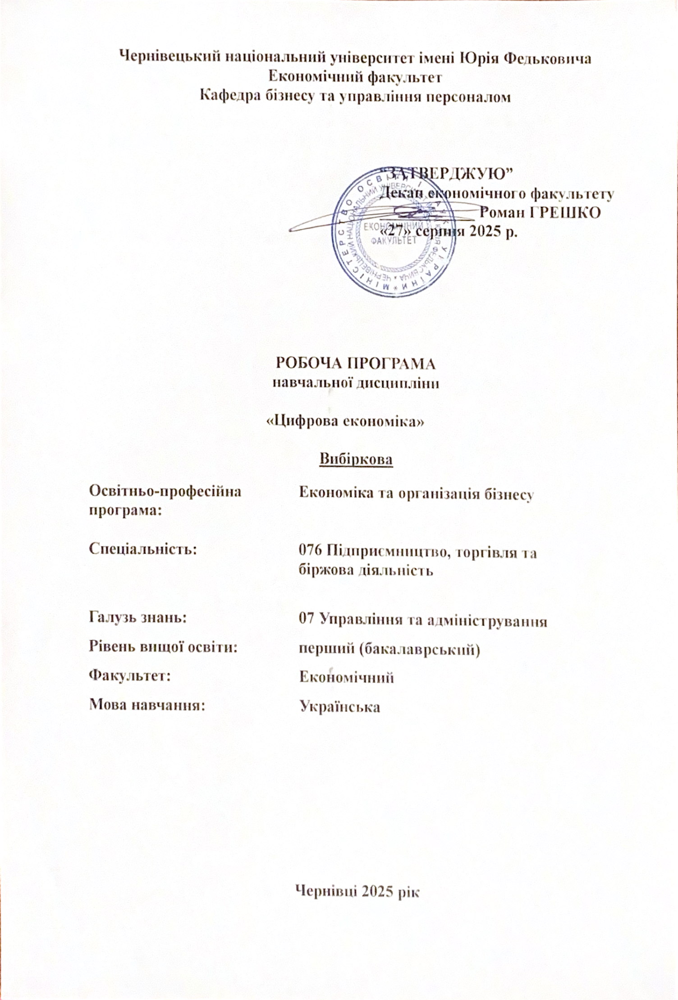 Чернівецький національний університет імені Юрія Федьковича
Економічний факультет
Кафедра бізнесу та управління персоналом
“ЗАТВЕРДЖУЮ”
Декан економічного факультету
Роман ГРЕШКО
«27» серпня 2025 р.
МІНІСТЕРСТВО ОСВІТИ І НАУКИ УКРАЇНИ *
ЧЕРНІВЕЦЬКИЙ НАЦІОНАЛЬНИЙ УНІВЕРСИТЕТ ІМЕНІ ЮРІЯ ФЕДЬКОВИЧА
ЕКОНОМІЧНИЙ
ФАКУЛЬТЕТ
РОБОЧА ПРОГРАМА
навчальної дисципліни
«Цифрова економіка»
Вибіркова
Освітньо-професійна Економіка та організація бізнесу
програма:
Спеціальність: 076 Підприємництво, торгівля та
біржова діяльність
Галузь знань: 07 Управління та адміністрування
Рівень вищої освіти: перший (бакалаврський)
Факультет: Економічний
Мова навчання: Українська
Чернівці 2025 рік